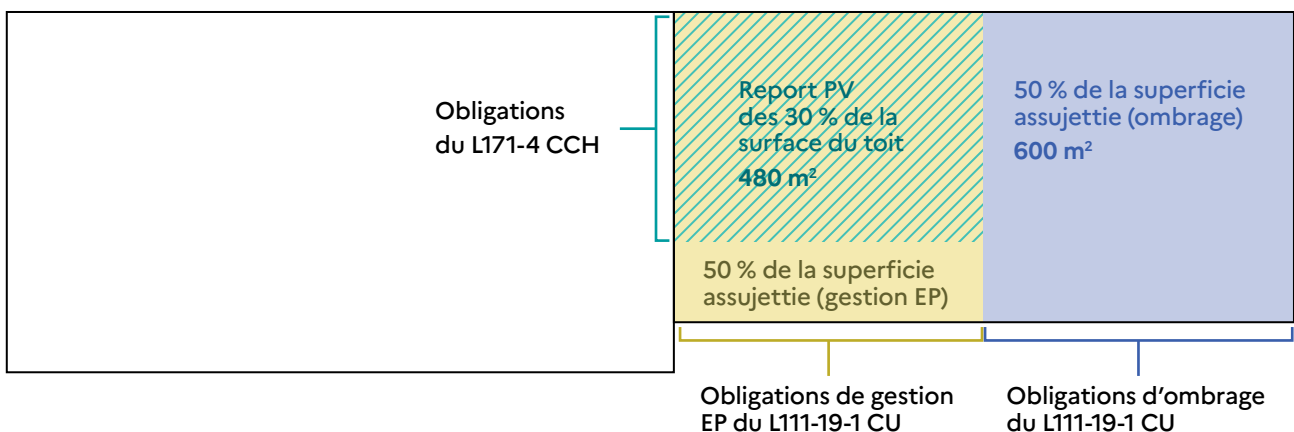 Obligations
du L171-4 CCH
Report PV
des 30 % de la
surface du toit
480 m²
50 % de la superficie
assujettie (ombrage)
600 m²
50 % de la superficie
assujettie (gestion EP)
Obligations de gestion
EP du L111-19-1 CU
Obligations d’ombrage
du L111-19-1 CU